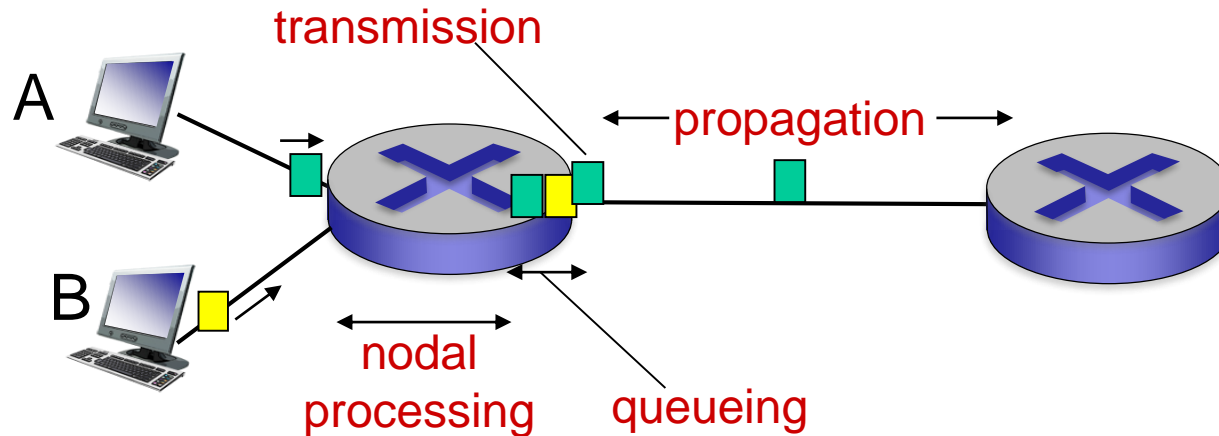 transmission
A
propagation
B
nodal
processing
queueing